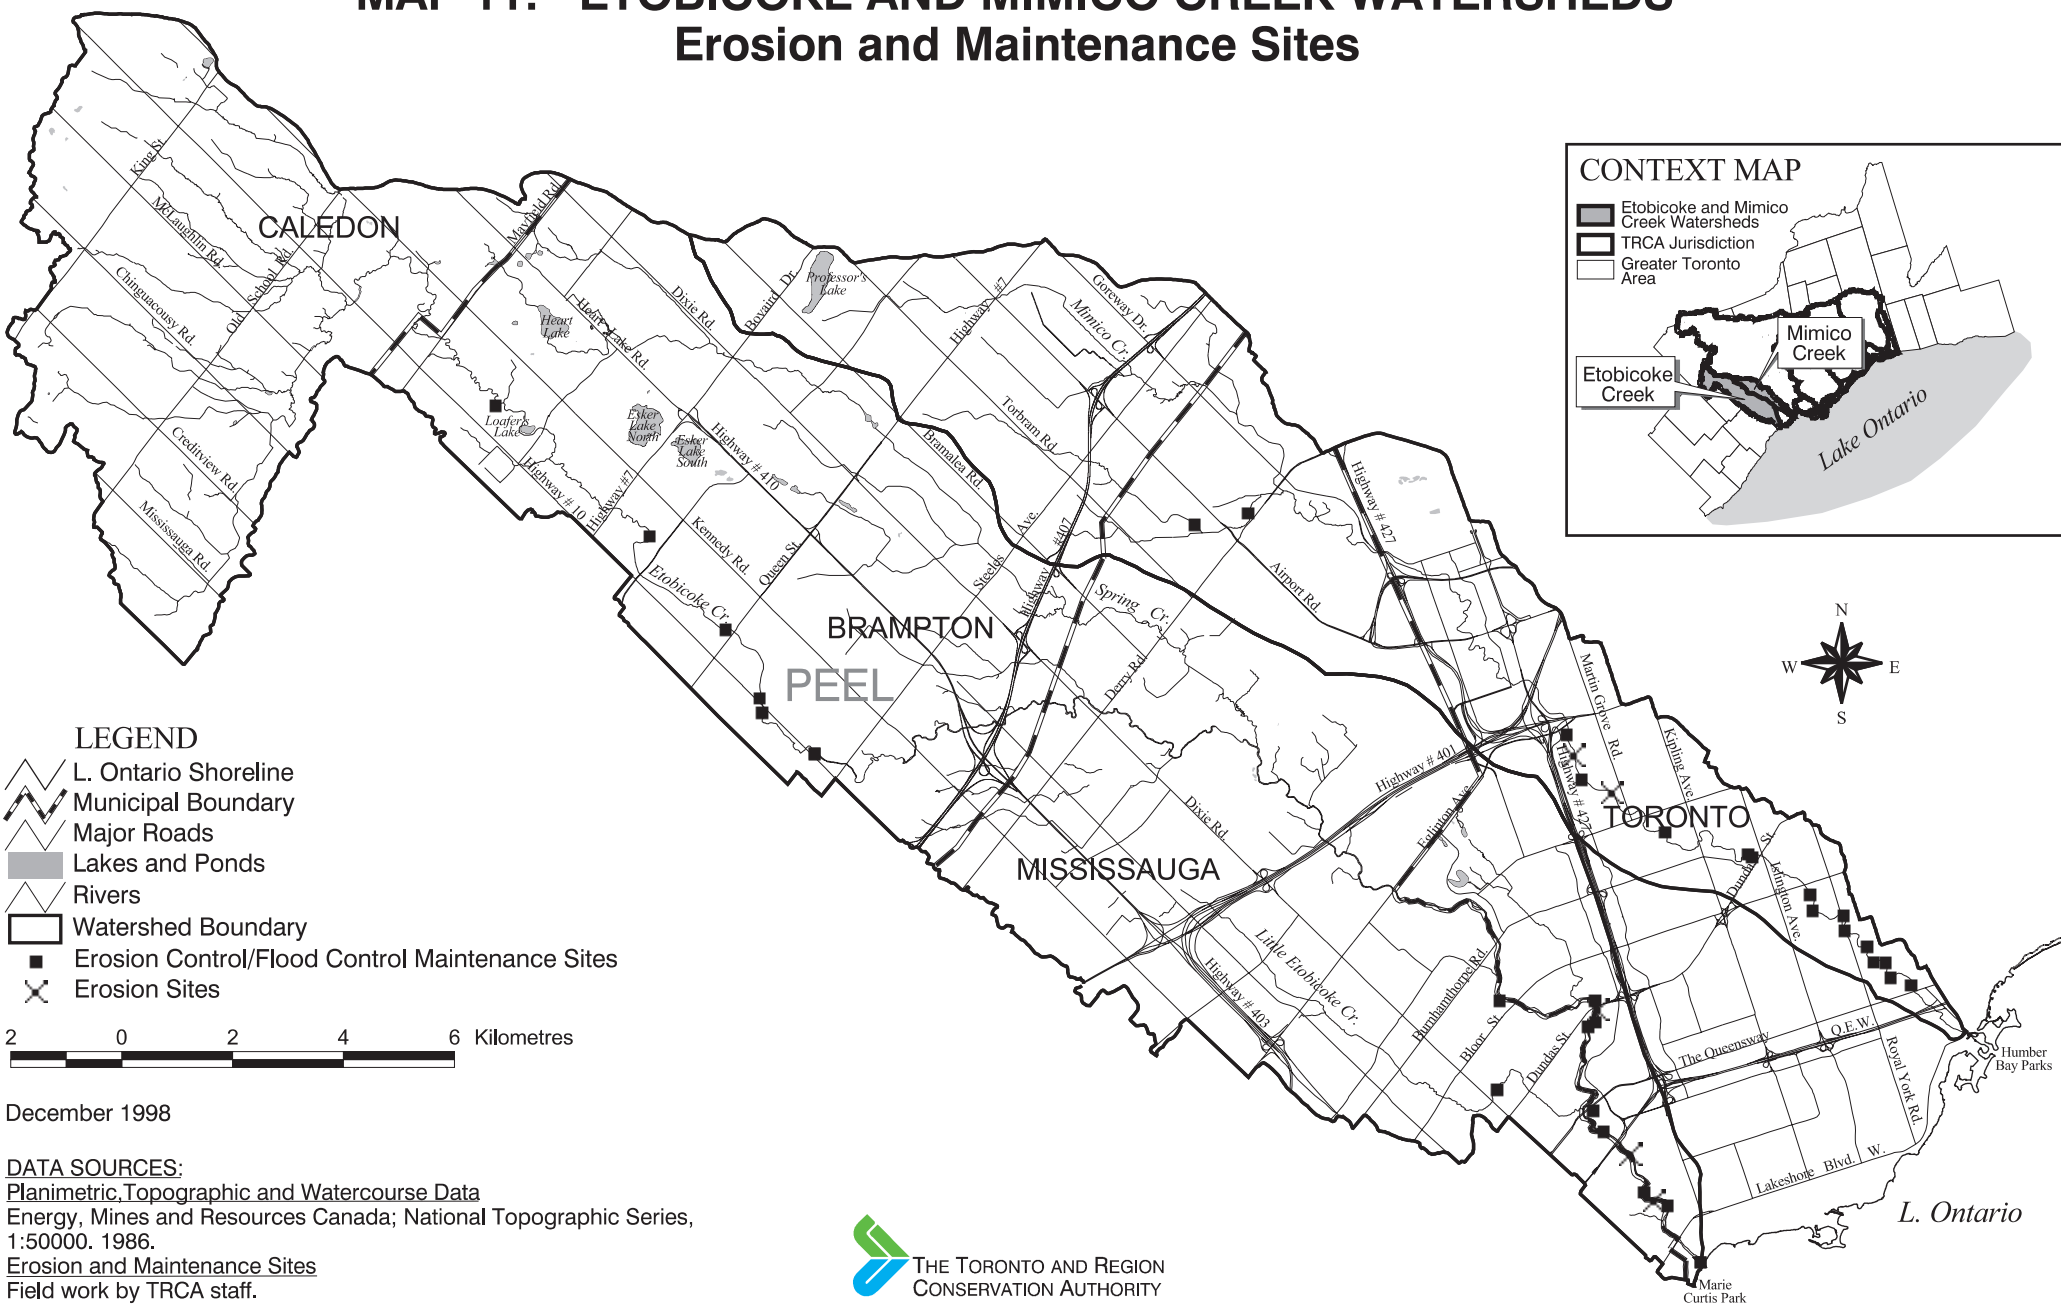 MAP 11: ETOBICOKE AND MIMICO CREEK WATERSHEDS
Erosion and Maintenance Sites
CONTEXT MAP
Etobicoke and Mimico
Creek Watersheds
TRCA Jurisdiction
Greater Toronto
Area
Mimico
Creek
Etobicoke
Creek
Lake Ontario
King St.
McLaughlin Rd.
CALEDON
Old School Rd.
Chinguacousy Rd.
Creditview Rd.
Mississauga Rd.
Mayfield Rd.
Heart
Lake
Heart Lake Rd.
Dixie Rd.
Bovaird Dr.
Professor's
Lake
Highway #7
Mimico Cr.
Goreway Dr.
Loafer's
Lake
Esker
Lake
North
Esker
Lake
South
Highway # 410
Highway # 10
Highway #7
Kennedy Rd.
Queen St.
Bramalea Rd.
Torbram Rd.
Steeles Ave.
Highway #407
Etobicoke Cr.
BRAMPTON
PEEL
Spring Cr.
Derry Rd.
Airport Rd.
Highway # 427
N
W
E
S
Martin Grove Rd.
Kipling Ave.
Highway # 401
Highway # 427
Eglinton Ave.
Dixie Rd.
TORONTO
MISSISSAUGA
Dundas St
Islington Ave.
Little Etobicoke Cr.
Highway # 403
Burnhamthorpe Rd.
Bloor St
Dundas St
The Queensway
Q.E.W.
Royal York Rd.
Humber
Bay Parks
Lakeshore Blvd. W.
L. Ontario
Marie
Curtis Park
LEGEND
L. Ontario Shoreline
Municipal Boundary
Major Roads
Lakes and Ponds
Rivers
Watershed Boundary
Erosion Control/Flood Control Maintenance Sites
Erosion Sites
2 0 2 4 6 Kilometres
December 1998
DATA SOURCES:
Planimetric,Topographic and Watercourse Data
Energy, Mines and Resources Canada; National Topographic Series,
1:50000. 1986.
Erosion and Maintenance Sites
Field work by TRCA staff.
THE TORONTO AND REGION
CONSERVATION AUTHORITY